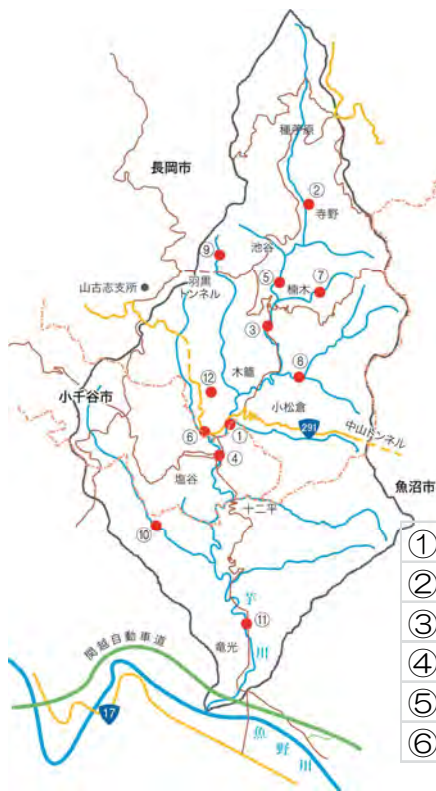 種苧原
長岡市
②
寺野
池谷
⑨
⑤
⑦
山古志支所
羽黒
トンネル
楢木
③
木籠
⑧
小千谷市
⑫
小松倉
①
291
中山トンネル
⑥
④
魚沼市
塩谷
十二平
⑩
芋川
⑪
竜光
関越自動車道
17
魚野川
①
②
③
④
⑤
⑥